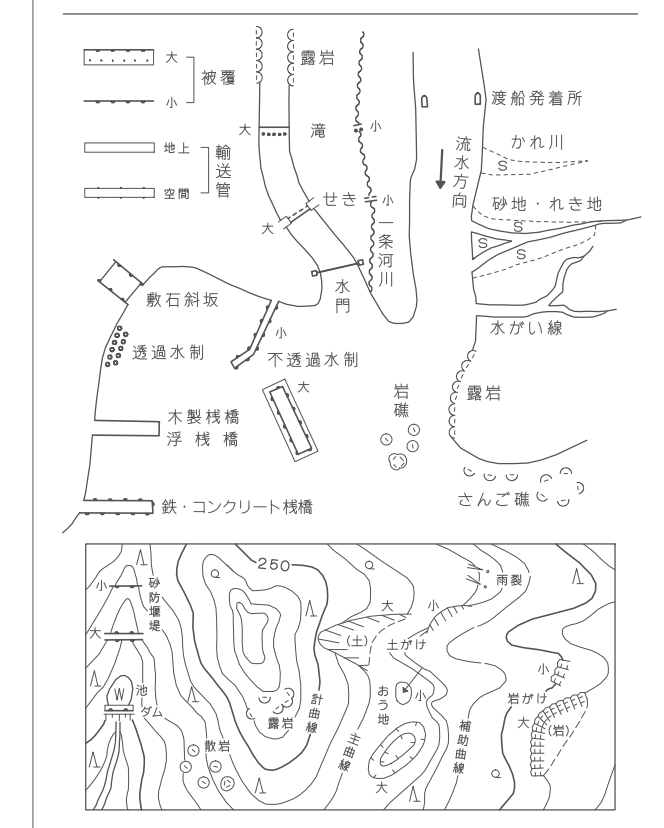 大
被覆
小
地上
輸送管
空間
露岩
大
滝
小
渡船発着所
流水方向
かれ川
S
砂地・れき地
S
S
S
せき
小
大
一条河川
水門
敷石斜坂
小
透過水制
不透過水制
水がい線
大
岩礁
露岩
木製桟橋
浮桟橋
さんご礁
鉄・コンクリート桟橋
250
雨裂
小
砂防堰堤
大
小
大
(土)
土がけ
小
池
W
ダム
計曲線
おう地
小
岩がけ
大
(岩)
露岩
主曲線
補助曲線
散岩
大